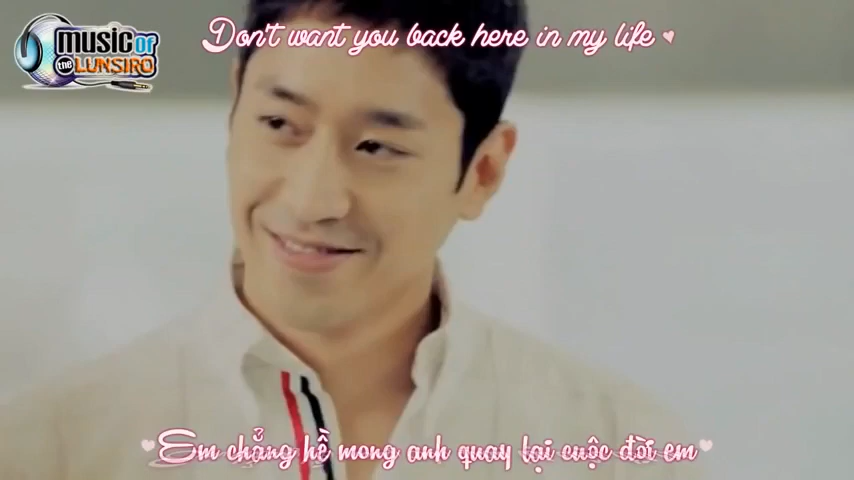 Don't want you back here in my life
music of
the LUNSIRO
Em chẳng hề mong anh quay lại cuộc đời em